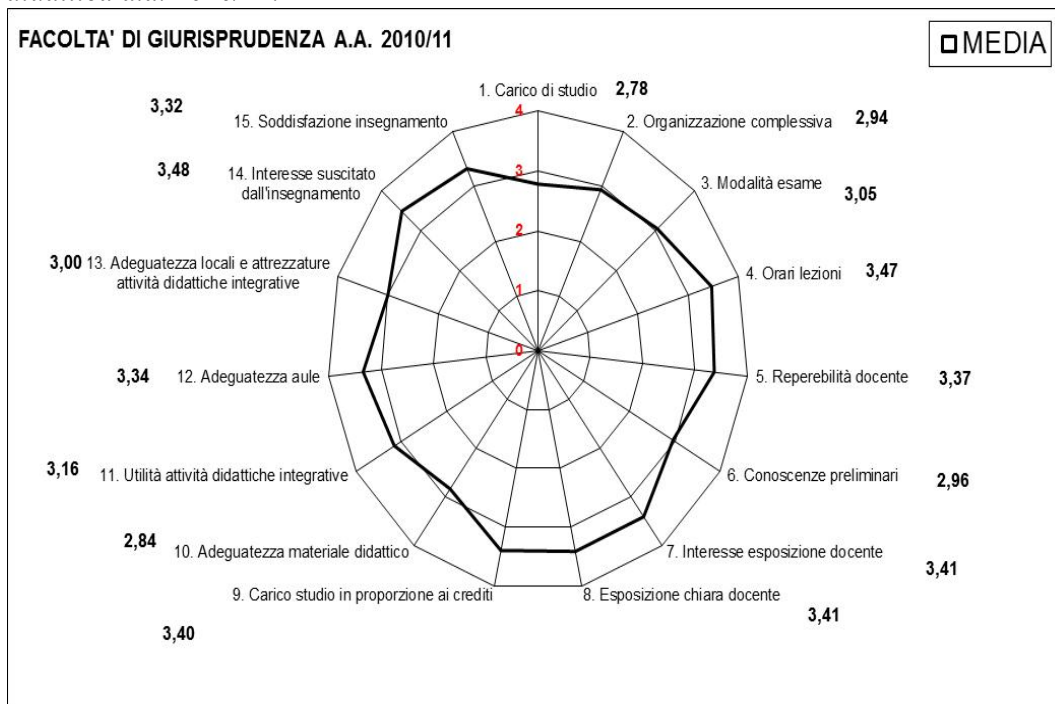 FACOLTA' DI GIURISPRUDENZA A.A. 2010/11
MEDIA
1. Carico di studio 2,78
2. Organizzazione complessiva 2,94
3. Modalità esame 3,05
4. Orari lezioni 3,47
5. Reperebilità docente 3,37
6. Conoscenze preliminari 2,96
7. Interesse esposizione docente 3,41
8. Esposizione chiara docente 3,41
9. Carico studio in proporzione ai crediti
3,40
10. Adeguatezza materiale didattico
2,84
11. Utilità attività didattiche integrative
3,16
12. Adeguatezza aule
3,34
3,00 13. Adeguatezza locali e attrezzature
attività didattiche integrative
3,48 14. Interesse suscitato
dall'insegnamento
3,32 15. Soddisfazione insegnamento
4
3
2
1
0